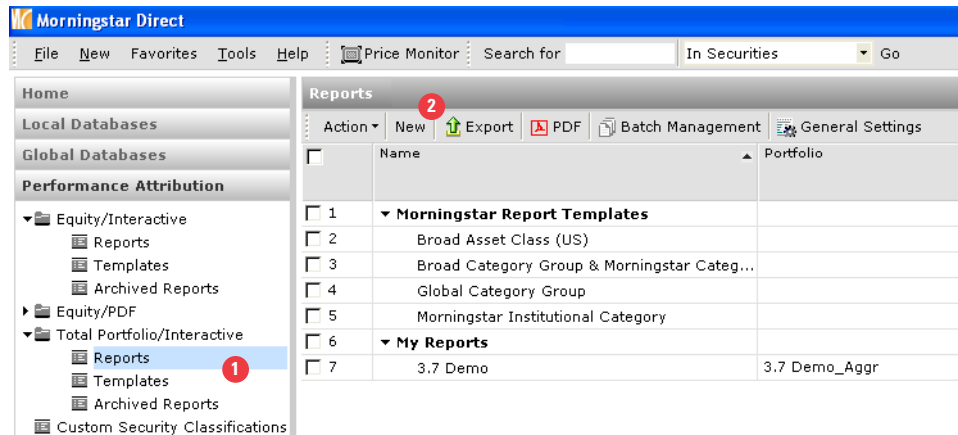 Morningstar Direct
File New Favorites Tools Help Price Monitor Search for In Securities Go
Home
Local Databases
Global Databases
Performance Attribution
Equity/Interactive
Reports
Templates
Archived Reports
Equity/PDF
Total Portfolio/Interactive
Reports
1
Templates
Archived Reports
Custom Security Classifications
Reports
2
Action New Export PDF Batch Management General Settings
Name Portfolio
1 Morningstar Report Templates
2 Broad Asset Class (US)
3 Broad Category Group & Morningstar Categ...
4 Global Category Group
5 Morningstar Institutional Category
6 My Reports
7 3.7 Demo 3.7 Demo_Aggr